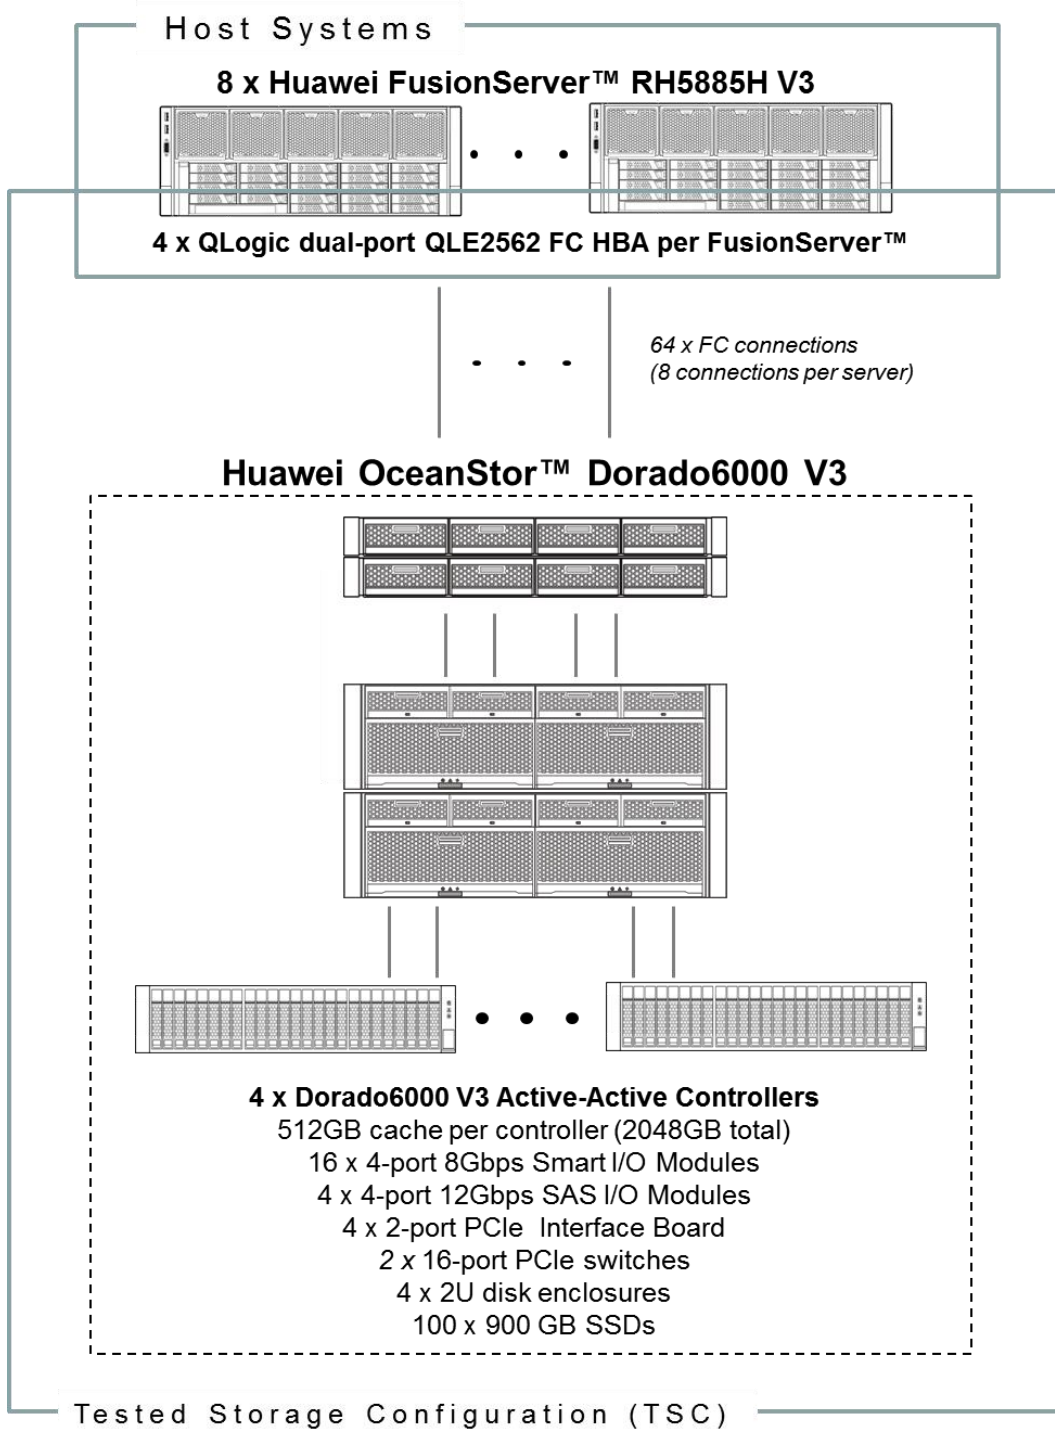 Host Systems
8 x Huawei FusionServer™ RH5885H V3
4 x QLogic dual-port QLE2562 FC HBA per FusionServer™
64 x FC connections
(8 connections per server)
Huawei OceanStor™ Dorado6000 V3
4 x Dorado6000 V3 Active-Active Controllers
512GB cache per controller (2048GB total)
16 x 4-port 8Gbps Smart I/O Modules
4 x 4-port 12Gbps SAS I/O Modules
4 x 2-port PCIe Interface Board
2 x 16-port PCIe switches
4 x 2U disk enclosures
100 x 900 GB SSDs
Tested Storage Configuration (TSC)